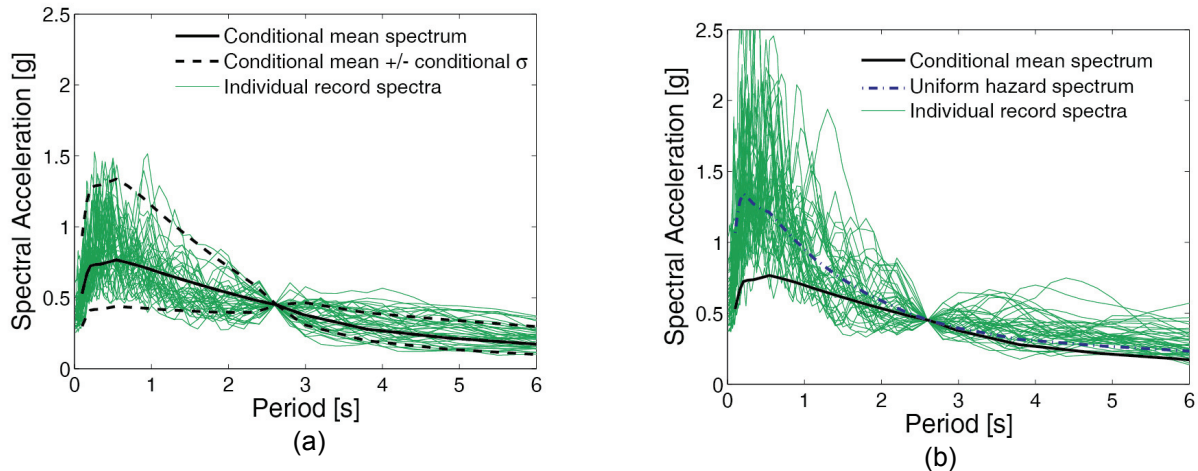 2.5
2
1.5
1
0.5
0
Spectral Acceleration [g]
Conditional mean spectrum
Conditional mean +/- conditional σ
Individual record spectra
0 1 2 3 4 5 6
Period [s]
(a)
2.5
2
1.5
1
0.5
0
Spectral Acceleration [g]
Conditional mean spectrum
Uniform hazard spectrum
Individual record spectra
0 1 2 3 4 5 6
Period [s]
(b)